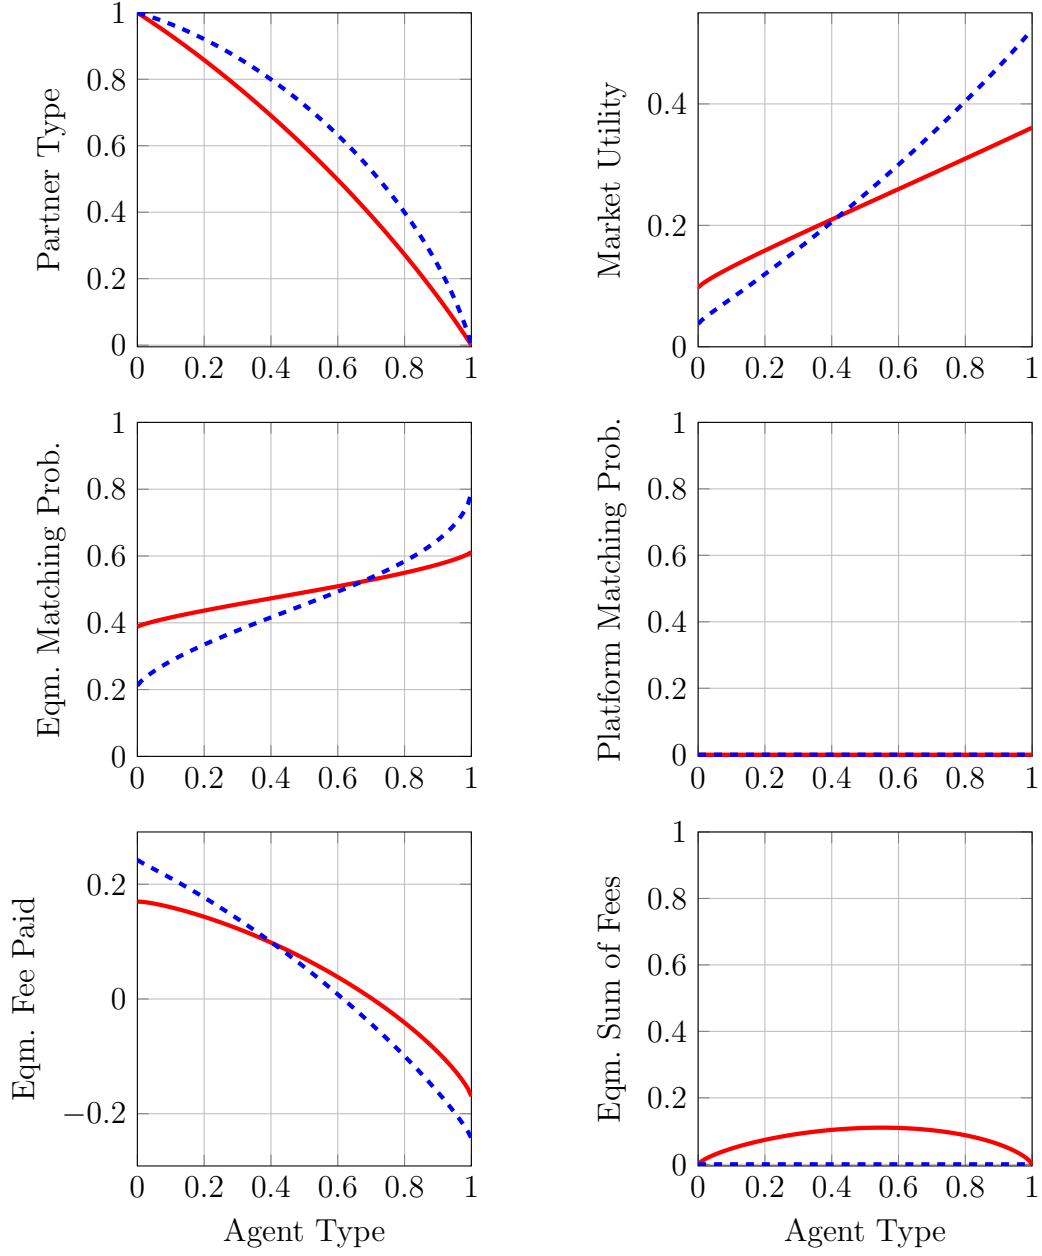 Partner Type
1
0.8
0.6
0.4
0.2
0
0 0.2 0.4 0.6 0.8 1
Market Utility
0.4
0.2
0
0 0.2 0.4 0.6 0.8 1
Eqm. Matching Prob.
1
0.8
0.6
0.4
0.2
0
0 0.2 0.4 0.6 0.8 1
Platform Matching Prob.
1
0.8
0.6
0.4
0.2
0
0 0.2 0.4 0.6 0.8 1
Eqm. Fee Paid
0.2
0
−0.2
0 0.2 0.4 0.6 0.8 1
Agent Type
Eqm. Sum of Fees
1
0.8
0.6
0.4
0.2
0
0 0.2 0.4 0.6 0.8 1
Agent Type